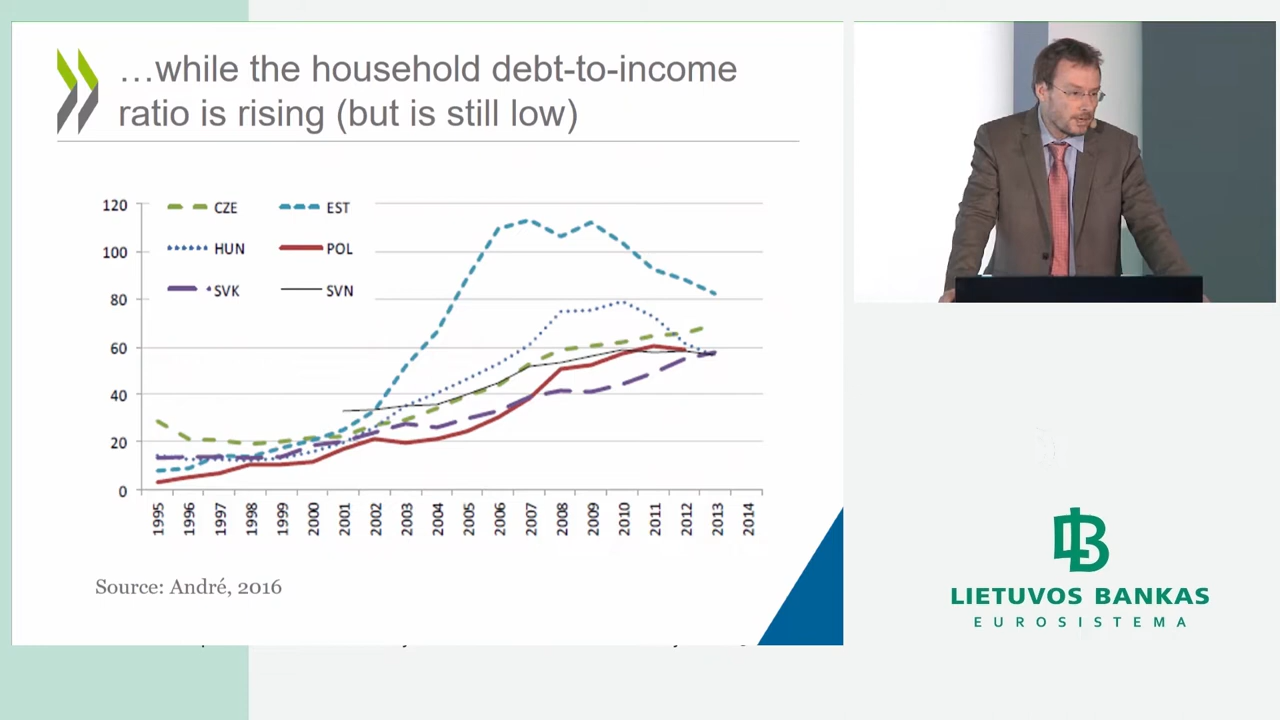 …while the household debt-to-income
ratio is rising (but is still low)
120
100
80
60
40
20
0
CZE
EST
HUN
POL
SVK
SVN
1995
1996
1997
1998
1999
2000
2001
2002
2003
2004
2005
2006
2007
2008
2009
2010
2011
2012
2013
2014
Source: André, 2016
LIETUVOS BANKAS
EUROSISTEMA